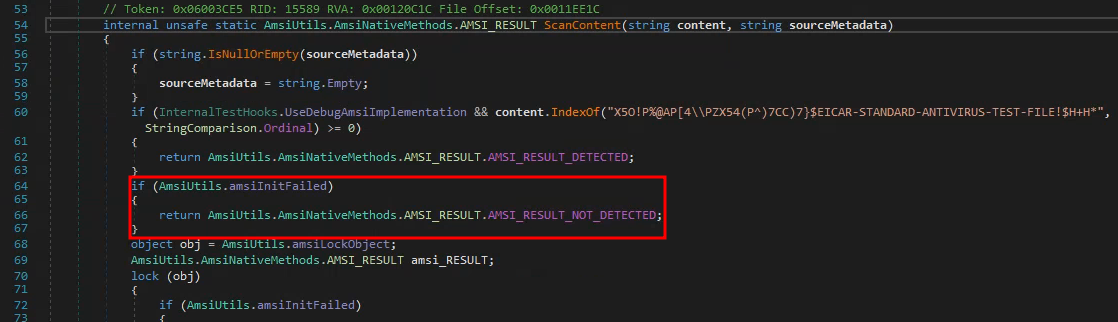 53 // Token: 0x06003CE5 RID: 15589 RVA: 0x00120C1C File Offset: 0x0011EE1C
54 internal unsafe static AmsiUtils.AmsiNativeMethods.AMSI_RESULT ScanContent(string content, string sourceMetadata)
55 {
56 if (string.IsNullOrEmpty(sourceMetadata))
57 {
58 sourceMetadata = string.Empty;
59 }
60 if (InternalTestHooks.UseDebugAmsiImplementation && content.IndexOf("X5O!P%@AP[4\\PZX54(P^)7CC)7}$EICAR-STANDARD-ANTIVIRUS-TEST-FILE!$H+H*",
StringComparison.Ordinal) >= 0)
61 {
62 return AmsiUtils.AmsiNativeMethods.AMSI_RESULT.AMSI_RESULT_DETECTED;
63 }
64 if (AmsiUtils.amsiInitFailed)
65 {
66 return AmsiUtils.AmsiNativeMethods.AMSI_RESULT.AMSI_RESULT_NOT_DETECTED;
67 }
68 object obj = AmsiUtils.amsiLockObject;
69 AmsiUtils.AmsiNativeMethods.AMSI_RESULT amsi_RESULT;
70 lock (obj)
71 {
72 if (AmsiUtils.amsiInitFailed)
73 {